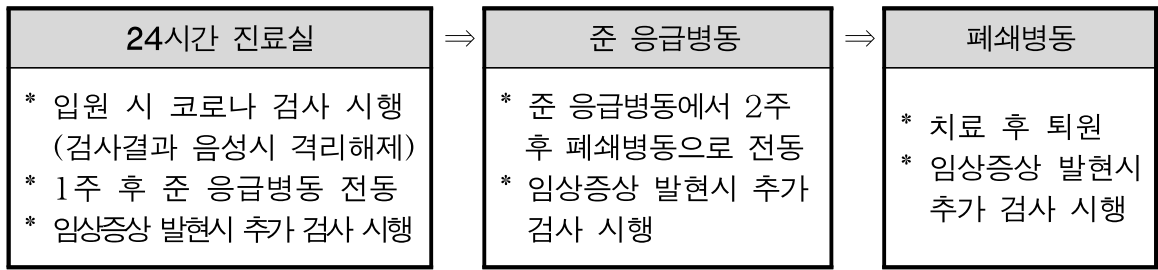 24시간 진료실
* 입원 시 코로나 검사 시행
(검사결과 음성시 격리해제)
* 1주 후 준 응급병동 전동
* 임상증상 발현시 추가 검사 시행
⇒
준 응급병동
* 준 응급병동에서 2주
후 폐쇄병동으로 전동
* 임상증상 발현시 추가
검사 시행
⇒
폐쇄병동
* 치료 후 퇴원
* 임상증상 발현시
추가 검사 시행